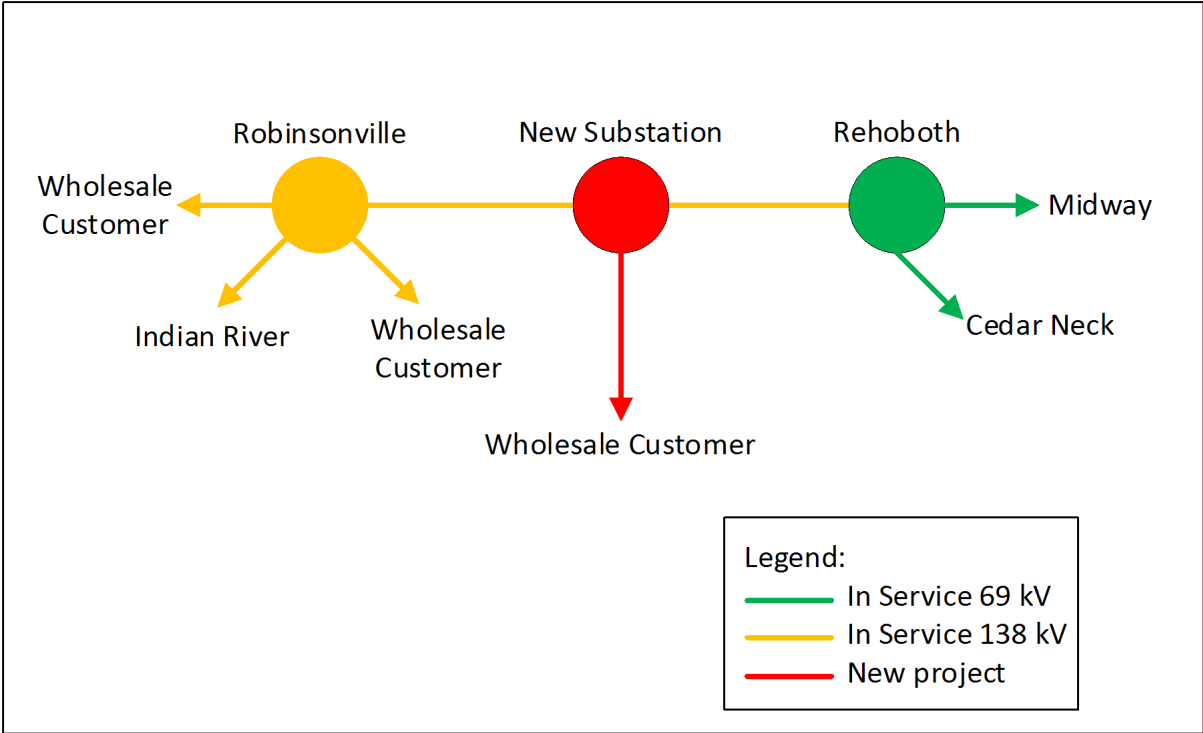 Robinsonville
New Substation
Rehoboth
Wholesale
Customer
Midway
Indian River
Wholesale
Customer
Cedar Neck
Wholesale Customer
Legend:
In Service 69 kV
In Service 138 kV
New project